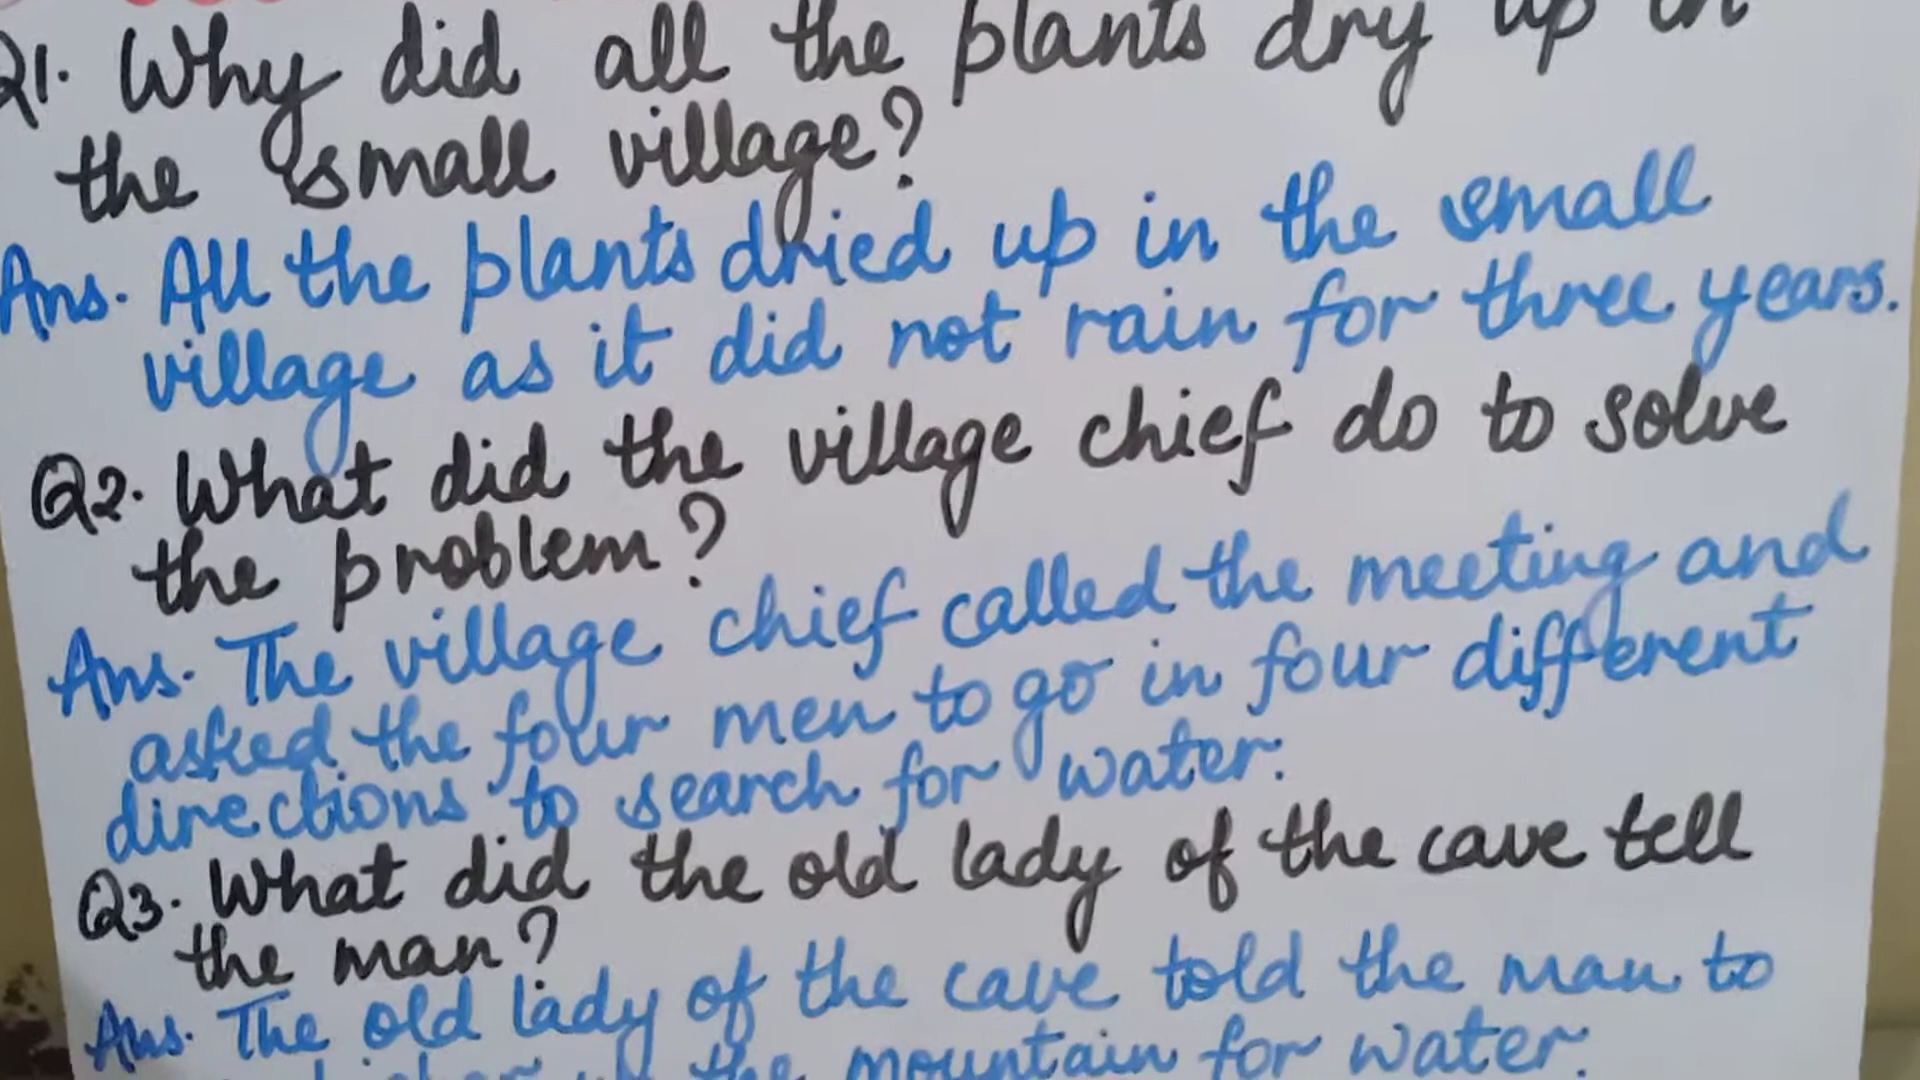 Q1. Why did all the plants dry up in
the small village?
Ans. All the plants dried up in the small
village as it did not rain for three years.
Q2. What did the village chief do to solve
the problem?
Ans. The village chief called the meeting and
asked the four men to go in four different
directions to search for water.
Q3. What did the old lady of the cave tell
the man?
Ans. The old lady of the cave told the man to
the mountain for water.